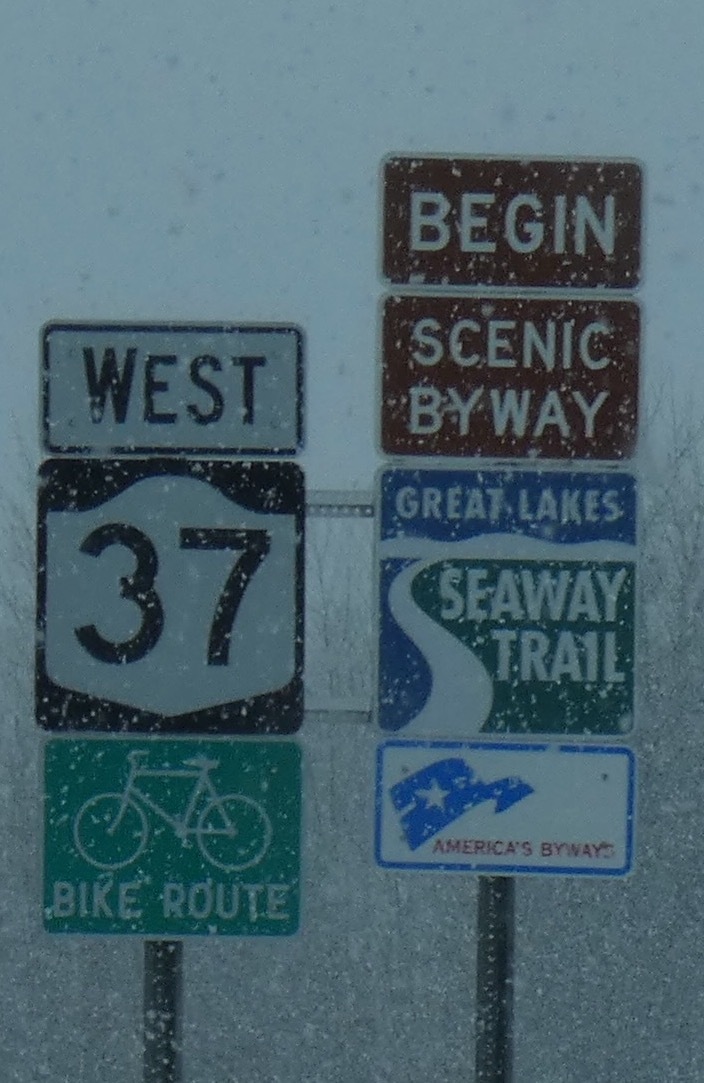 WEST
37
BIKE ROUTE
BEGIN
SCENIC
BYWAY
GREAT LAKES
SEAWAY
TRAIL
AMERICA'S BYWAYS